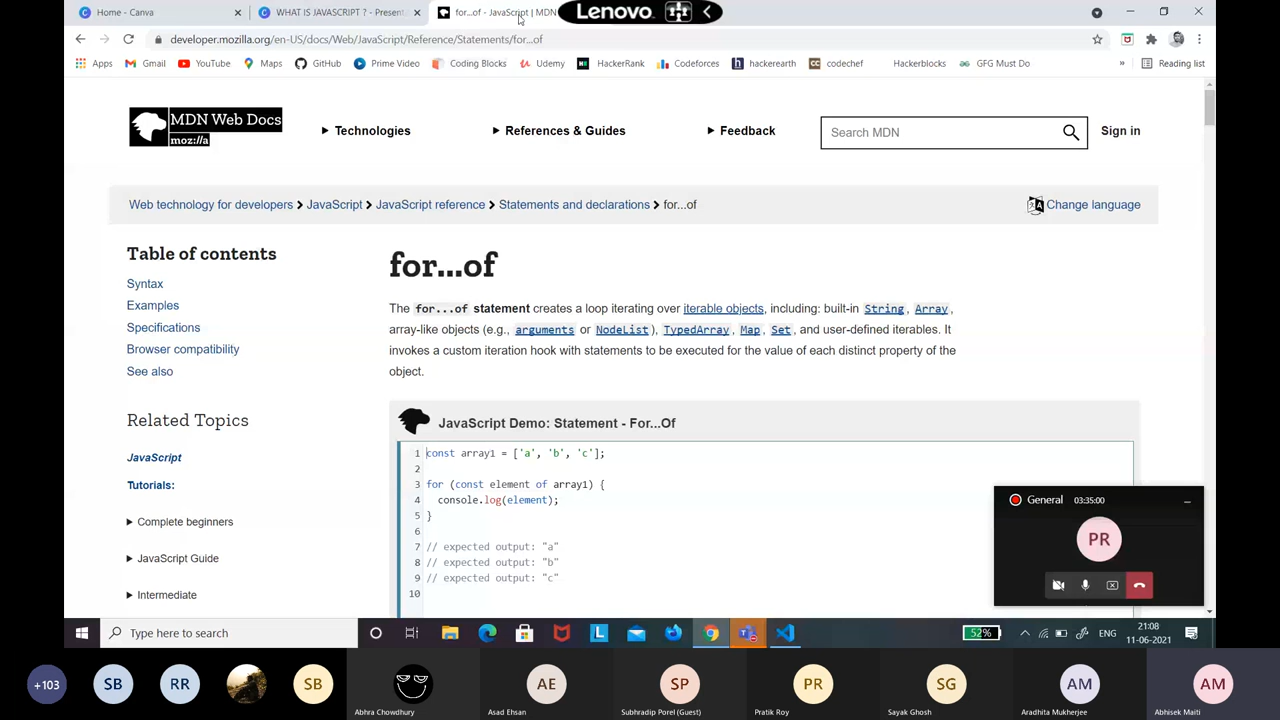 Home - Canva
WHAT IS JAVASCRIPT ? - Present
for...of - JavaScript | MDN
Lenovo
developer.mozilla.org/en-US/docs/Web/JavaScript/Reference/Statements/for...of
Apps
Gmail
YouTube
Maps
GitHub
Prime Video
Coding Blocks
Udemy
HackerRank
Codeforces
hackerearth
codechef
Hackerblocks
GFG Must Do
»
Reading list
MDN Web Docs
moz://a
Technologies
References & Guides
Feedback
Search MDN
Sign in
Web technology for developers > JavaScript > JavaScript reference > Statements and declarations > for...of
Change language
Table of contents
Syntax
Examples
Specifications
Browser compatibility
See also
Related Topics
JavaScript
Tutorials:
Complete beginners
JavaScript Guide
Intermediate
for...of
The for...of statement creates a loop iterating over iterable objects, including: built-in String, Array,
array-like objects (e.g., arguments or NodeList), TypedArray, Map, Set, and user-defined iterables. It
invokes a custom iteration hook with statements to be executed for the value of each distinct property of the
object.
JavaScript Demo: Statement - For...Of
1 const array1 = ['a', 'b', 'c'];
2
3 for (const element of array1) {
4 console.log(element);
5 }
6
7 // expected output: "a"
8 // expected output: "b"
9 // expected output: "c"
10
General 03:35:00
PR
Type here to search
L
52%
ENG
21:08
11-06-2021
+103
SB
RR
SB
Abhra Chowdhury
AE
Asad Ehsan
SP
Subhradip Porel (Guest)
PR
Pratik Roy
SG
Sayak Ghosh
AM
Aradhita Mukherjee
AM
Abhisek Maiti